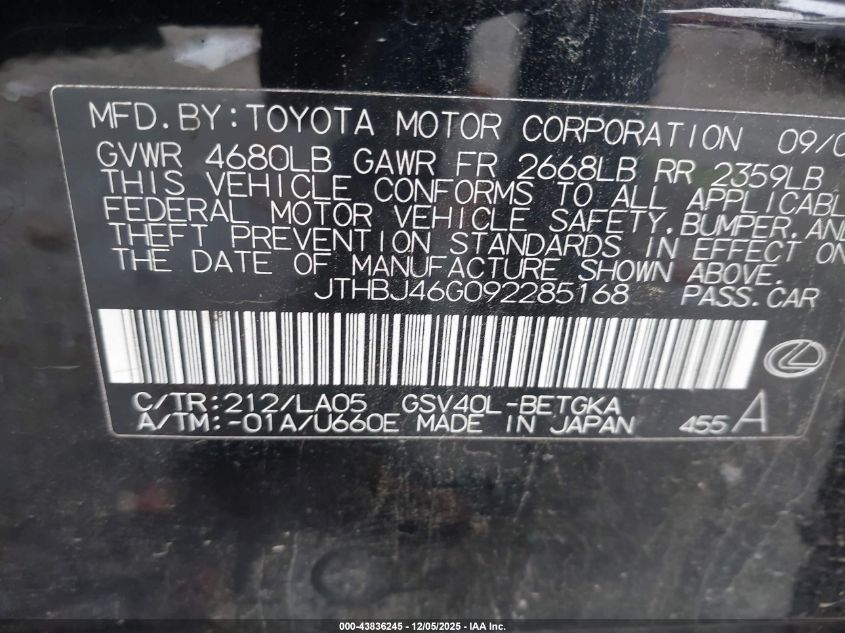 MFD.BY:TOYOTA MOTOR CORPORATION 09/0
GVWR 4680LB GAWR FR 2668LB RR 2359LB
THIS VEHICLE CONFORMS TO ALL APPLICABL
FEDERAL MOTOR VEHICLE SAFETY,BUMPER,AND
THEFT PREVENTION STANDARDS IN EFFECT ON
THE DATE OF MANUFACTURE SHOWN ABOVE.
JTHBJ46G092285168 PASS.CAR
C/TR:212/LA05 GSV40L-BETGKA
A/TM:-01A/U660E MADE IN JAPAN 455 A
000-43836245 - 12/05/2025 - IAA Inc.